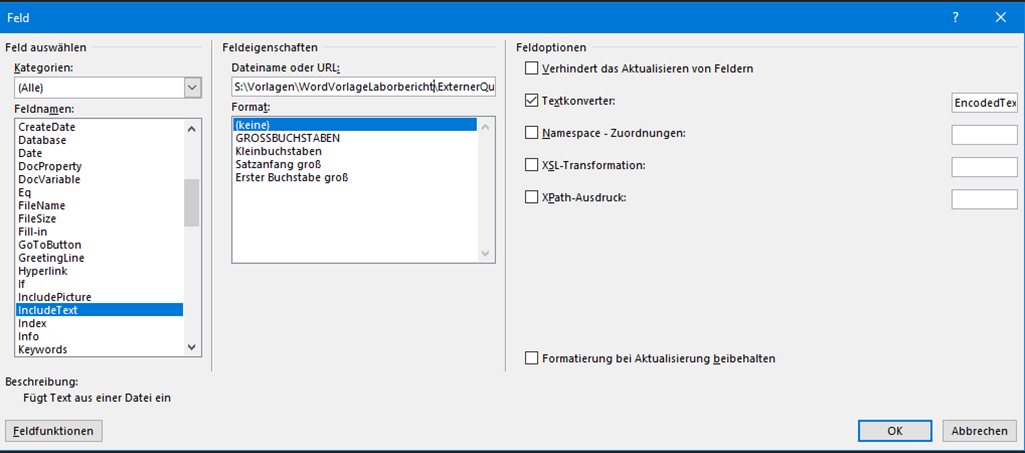 Feld
?
Feld auswählen
Kategorien:
(Alle)
Feldnamen:
CreateDate
Database
Date
DocProperty
DocVariable
Eq
FileName
FileSize
Fill-in
GoToButton
GreetingLine
Hyperlink
If
IncludePicture
IncludeText
Index
Info
Keywords
Beschreibung:
Fügt Text aus einer Datei ein
Feldfunktionen
Feldeigenschaften
Dateiname oder URL:
S:\Vorlagen\WordVorlageLaborbericht\ExternerQu
Format:
(keine)
GROSSBUCHSTABEN
Kleinbuchstaben
Satzanfang groß
Erster Buchstabe groß
Feldoptionen
Verhindert das Aktualisieren von Feldern
Textkonverter:
EncodedTex
Namespace - Zuordnungen:
XSL-Transformation:
XPath-Ausdruck:
Formatierung bei Aktualisierung beibehalten
OK
Abbrechen